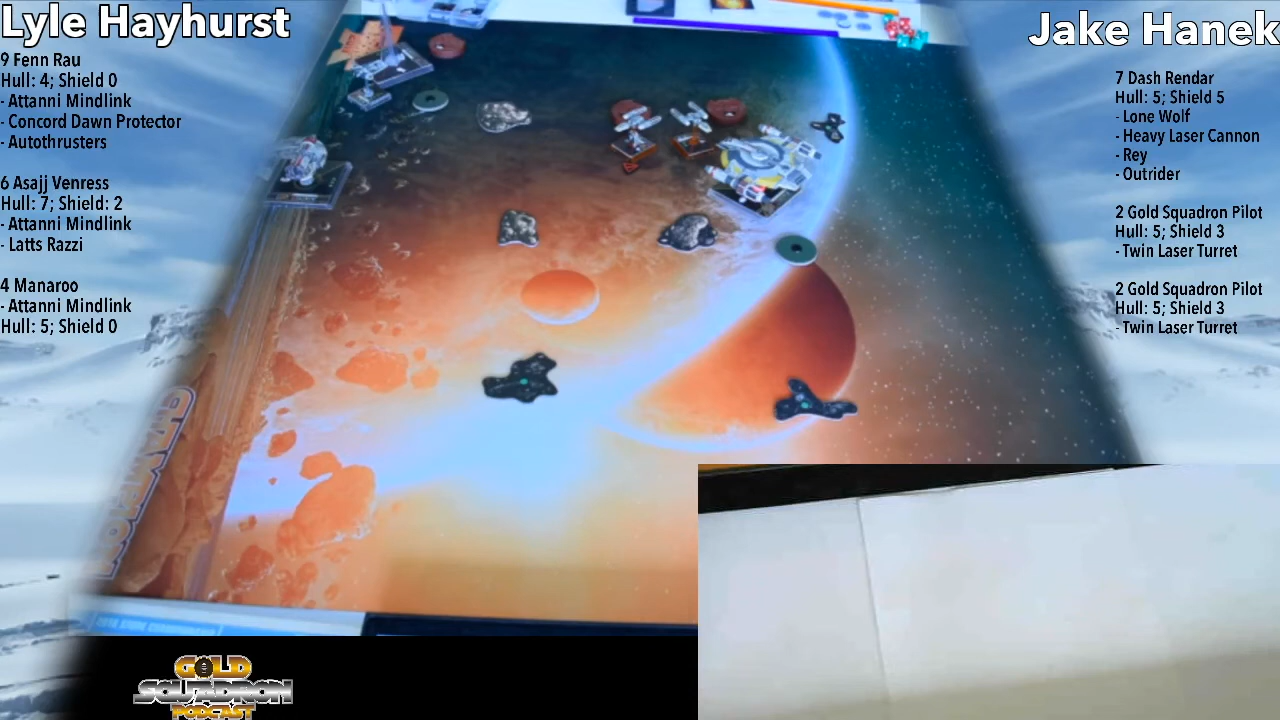 Lyle Hayhurst
9 Fenn Rau
Hull: 4; Shield 0
- Attanni Mindlink
- Concord Dawn Protector
- Autothrusters
6 Asajj Venress
Hull: 7; Shield: 2
- Attanni Mindlink
- Latts Razzi
4 Manaroo
- Attanni Mindlink
Hull: 5; Shield 0
Jake Hanek
7 Dash Rendar
Hull: 5; Shield 5
- Lone Wolf
- Heavy Laser Cannon
- Rey
- Outrider
2 Gold Squadron Pilot
Hull: 5; Shield 3
- Twin Laser Turret
2 Gold Squadron Pilot
Hull: 5; Shield 3
- Twin Laser Turret
GOLD
SQUADRON
PODCAST